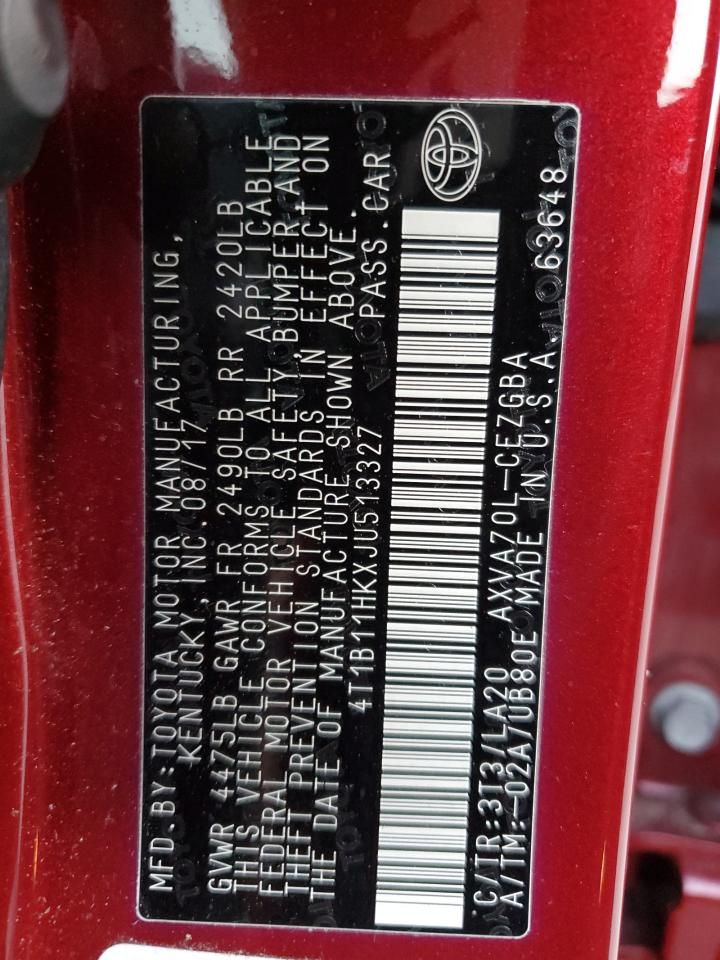 MFD.BY:TOYOTA MOTOR MANUFACTURING,
KENTUCKY, INC.08/17
GVWR 4475LB GAWR FR 2490LB RR 2420LB
THIS VEHICLE CONFORMS TO ALL APPLICABLE
FEDERAL MOTOR VEHICLE SAFETY,BUMPER,AND
THEFT PREVENTION STANDARDS IN EFFECT ON
THE DATE OF MANUFACTURE SHOWN ABOVE.
4T1B11HKXJU513327 PASS.CAR
C/TR:3T3/LA20 AXVA70L-CEZGBA
A/TM:-02A/UB80E MADE IN U.S.A. 63648